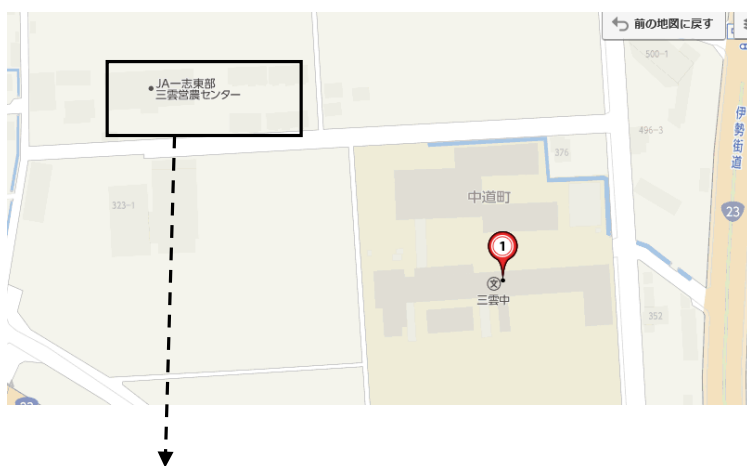 前の地図に戻す
500-1
JA一志東部
三雲営農センター
伊勢街道
496-3
376
中道町
323-1
23
1
文
三雲中
352
23